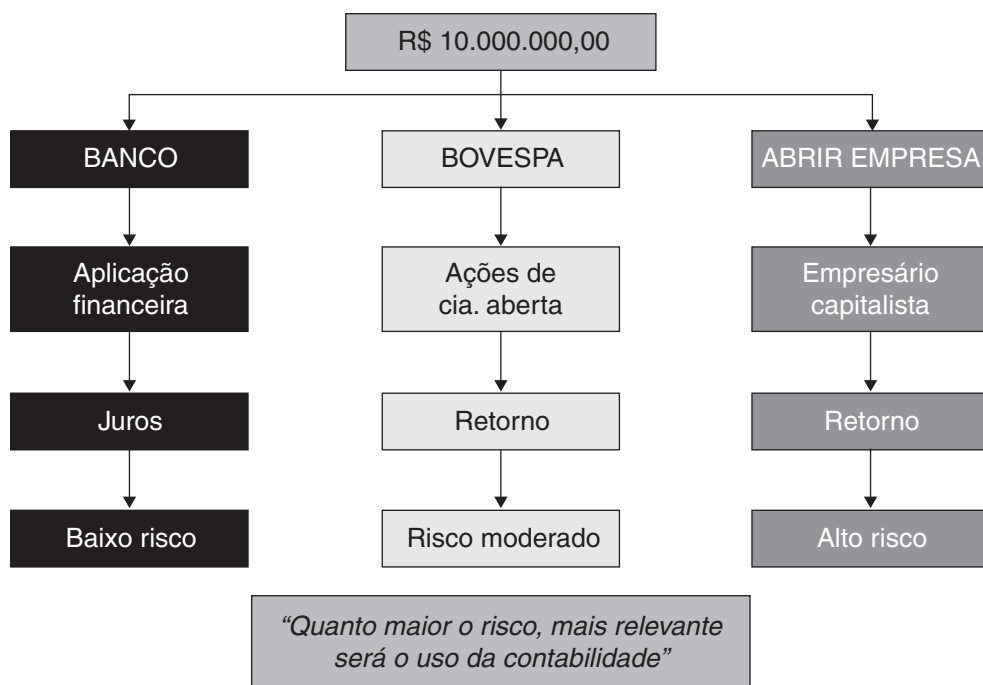 R$ 10.000.000,00
BANCO
BOVESPA
ABRIR EMPRESA
Aplicação
financeira
Ações de
cia. aberta
Empresário
capitalista
Juros
Retorno
Retorno
Baixo risco
Risco moderado
Alto risco
“Quanto maior o risco, mais relevante
será o uso da contabilidade”